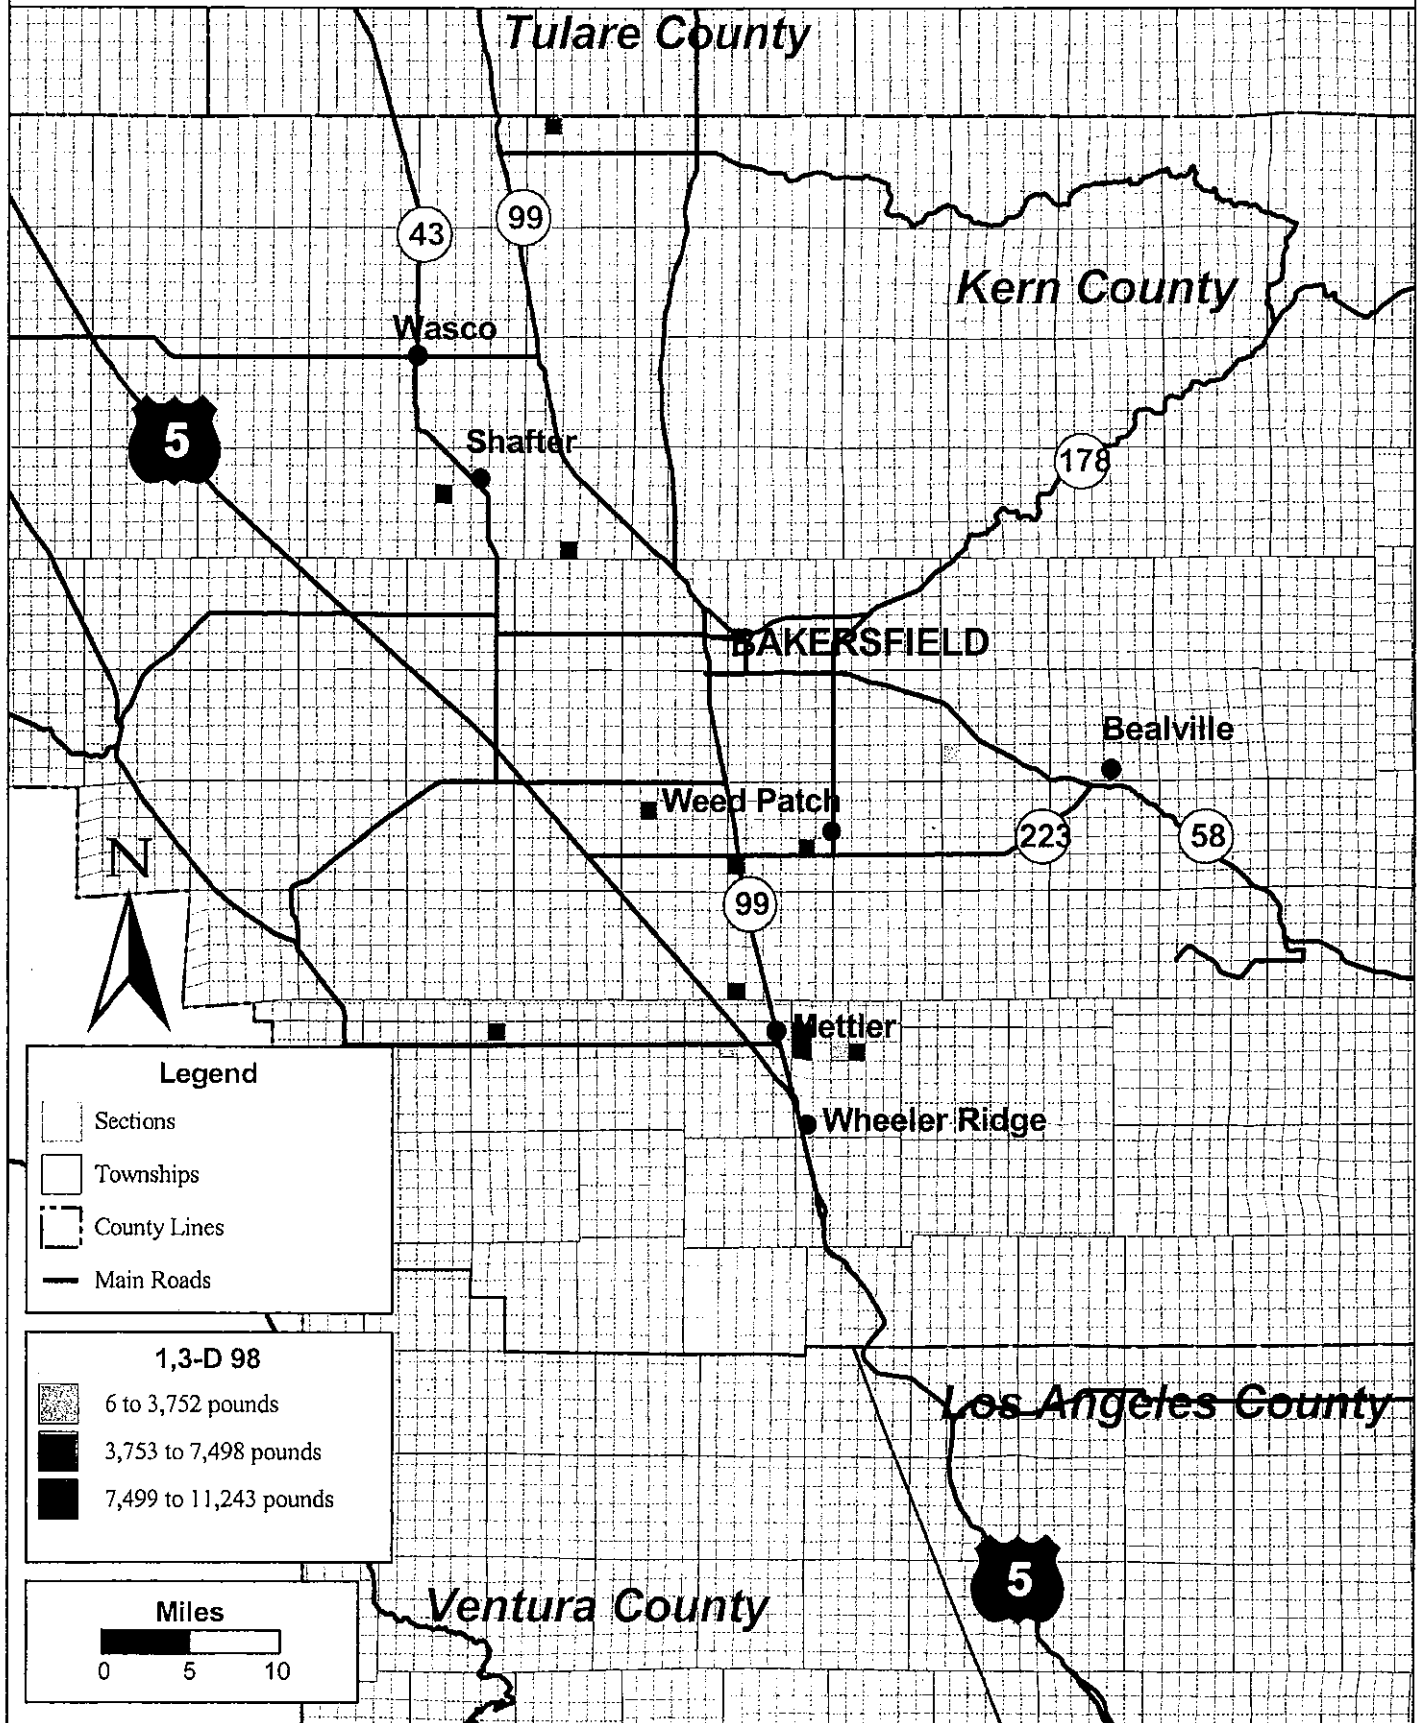 Tulare County
43
99
Kern County
Wasco
5
Shafter
178
BAKERSFIELD
Bealville
Weed Patch
223
58
N
99
Mettler
Legend
Sections
Wheeler Ridge
Townships
County Lines
Main Roads
1,3-D 98
6 to 3,752 pounds
Los Angeles County
3,753 to 7,498 pounds
7,499 to 11,243 pounds
5
Ventura County
Miles
0 5 10